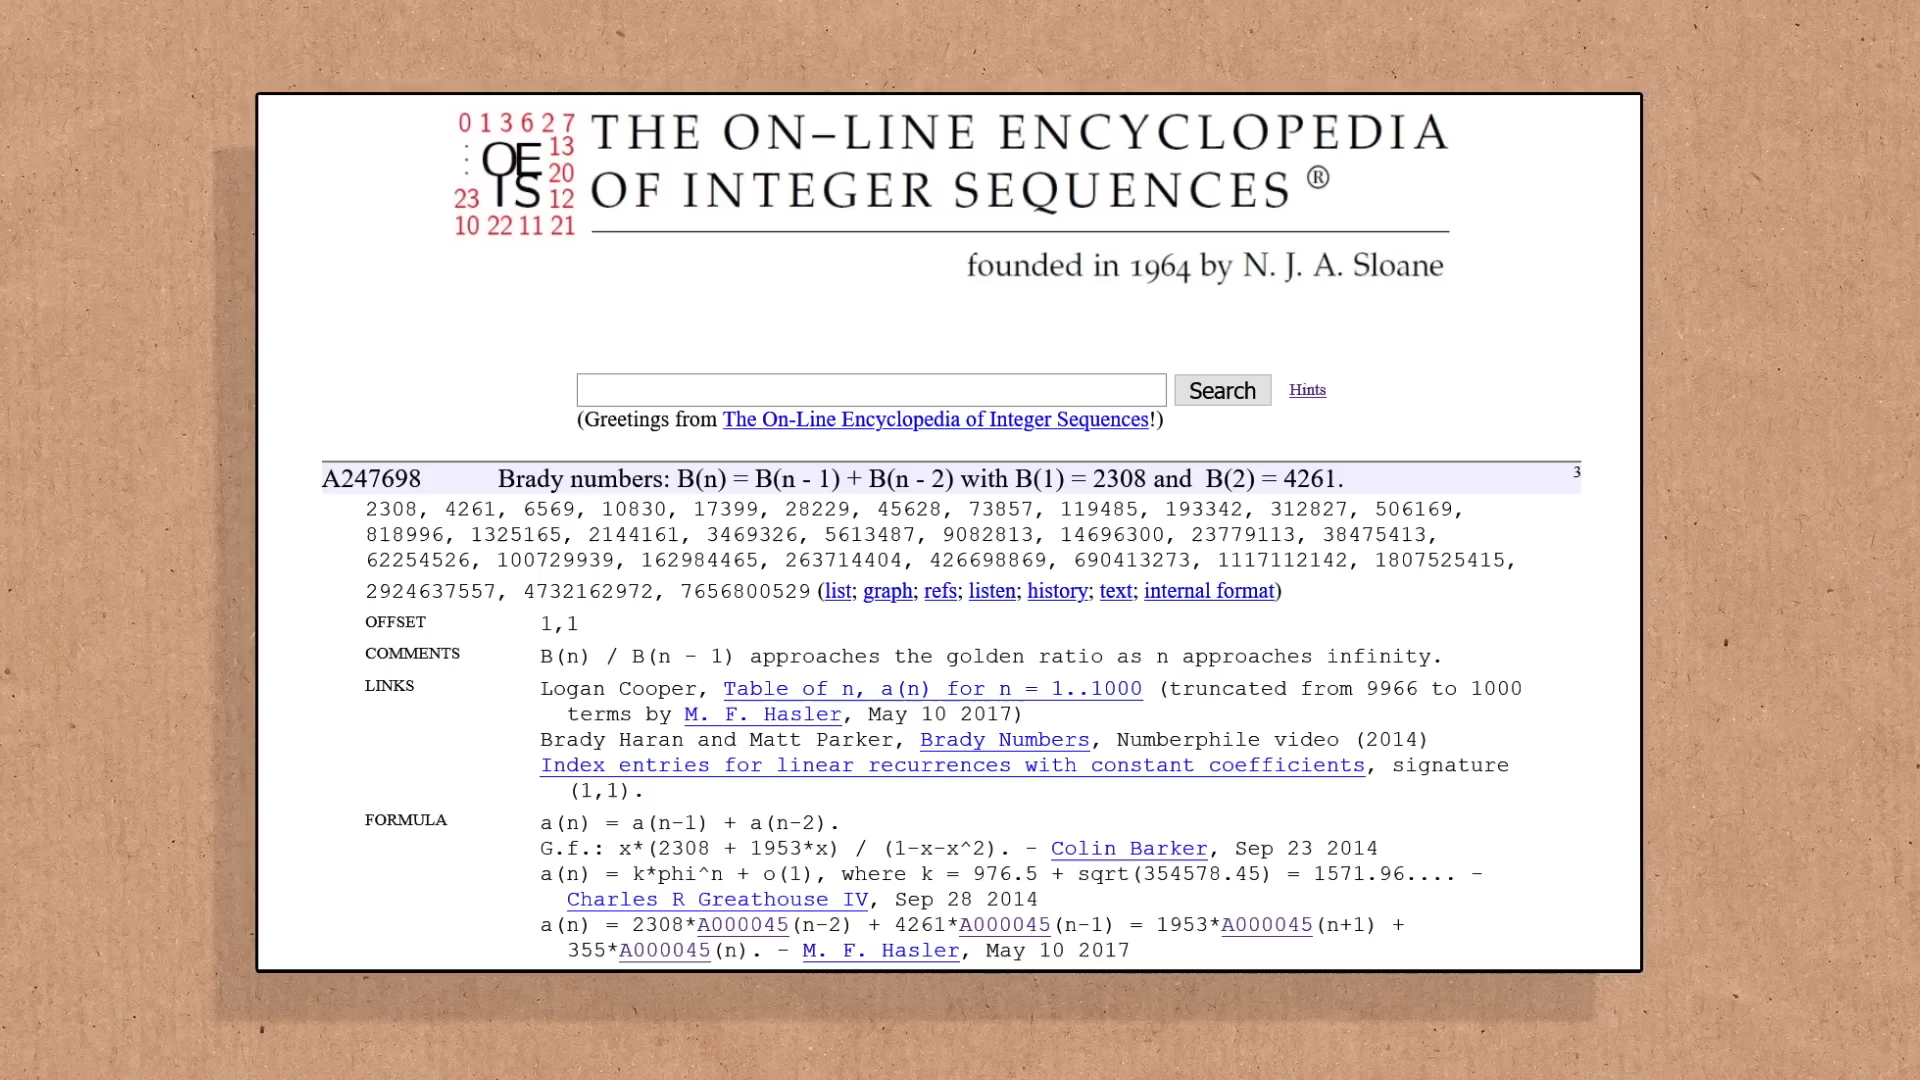 0 1 3 6 2 7
: OE 13
: IS 20
23 12
10 22 11 21
THE ON–LINE ENCYCLOPEDIA
OF INTEGER SEQUENCES ®
founded in 1964 by N. J. A. Sloane
Search Hints
(Greetings from The On-Line Encyclopedia of Integer Sequences!)
A247698 Brady numbers: B(n) = B(n - 1) + B(n - 2) with B(1) = 2308 and B(2) = 4261. 3
2308, 4261, 6569, 10830, 17399, 28229, 45628, 73857, 119485, 193342, 312827, 506169,
818996, 1325165, 2144161, 3469326, 5613487, 9082813, 14696300, 23779113, 38475413,
62254526, 100729939, 162984465, 263714404, 426698869, 690413273, 1117112142, 1807525415,
2924637557, 4732162972, 7656800529 (list; graph; refs; listen; history; text; internal format)
OFFSET 1,1
COMMENTS B(n) / B(n - 1) approaches the golden ratio as n approaches infinity.
LINKS Logan Cooper, Table of n, a(n) for n = 1..1000 (truncated from 9966 to 1000
terms by M. F. Hasler, May 10 2017)
Brady Haran and Matt Parker, Brady Numbers, Numberphile video (2014)
Index entries for linear recurrences with constant coefficients, signature
(1,1).
FORMULA a(n) = a(n-1) + a(n-2).
G.f.: x*(2308 + 1953*x) / (1-x-x^2). - Colin Barker, Sep 23 2014
a(n) = k*phi^n + o(1), where k = 976.5 + sqrt(354578.45) = 1571.96.... -
Charles R Greathouse IV, Sep 28 2014
a(n) = 2308*A000045(n-2) + 4261*A000045(n-1) = 1953*A000045(n+1) +
355*A000045(n). - M. F. Hasler, May 10 2017